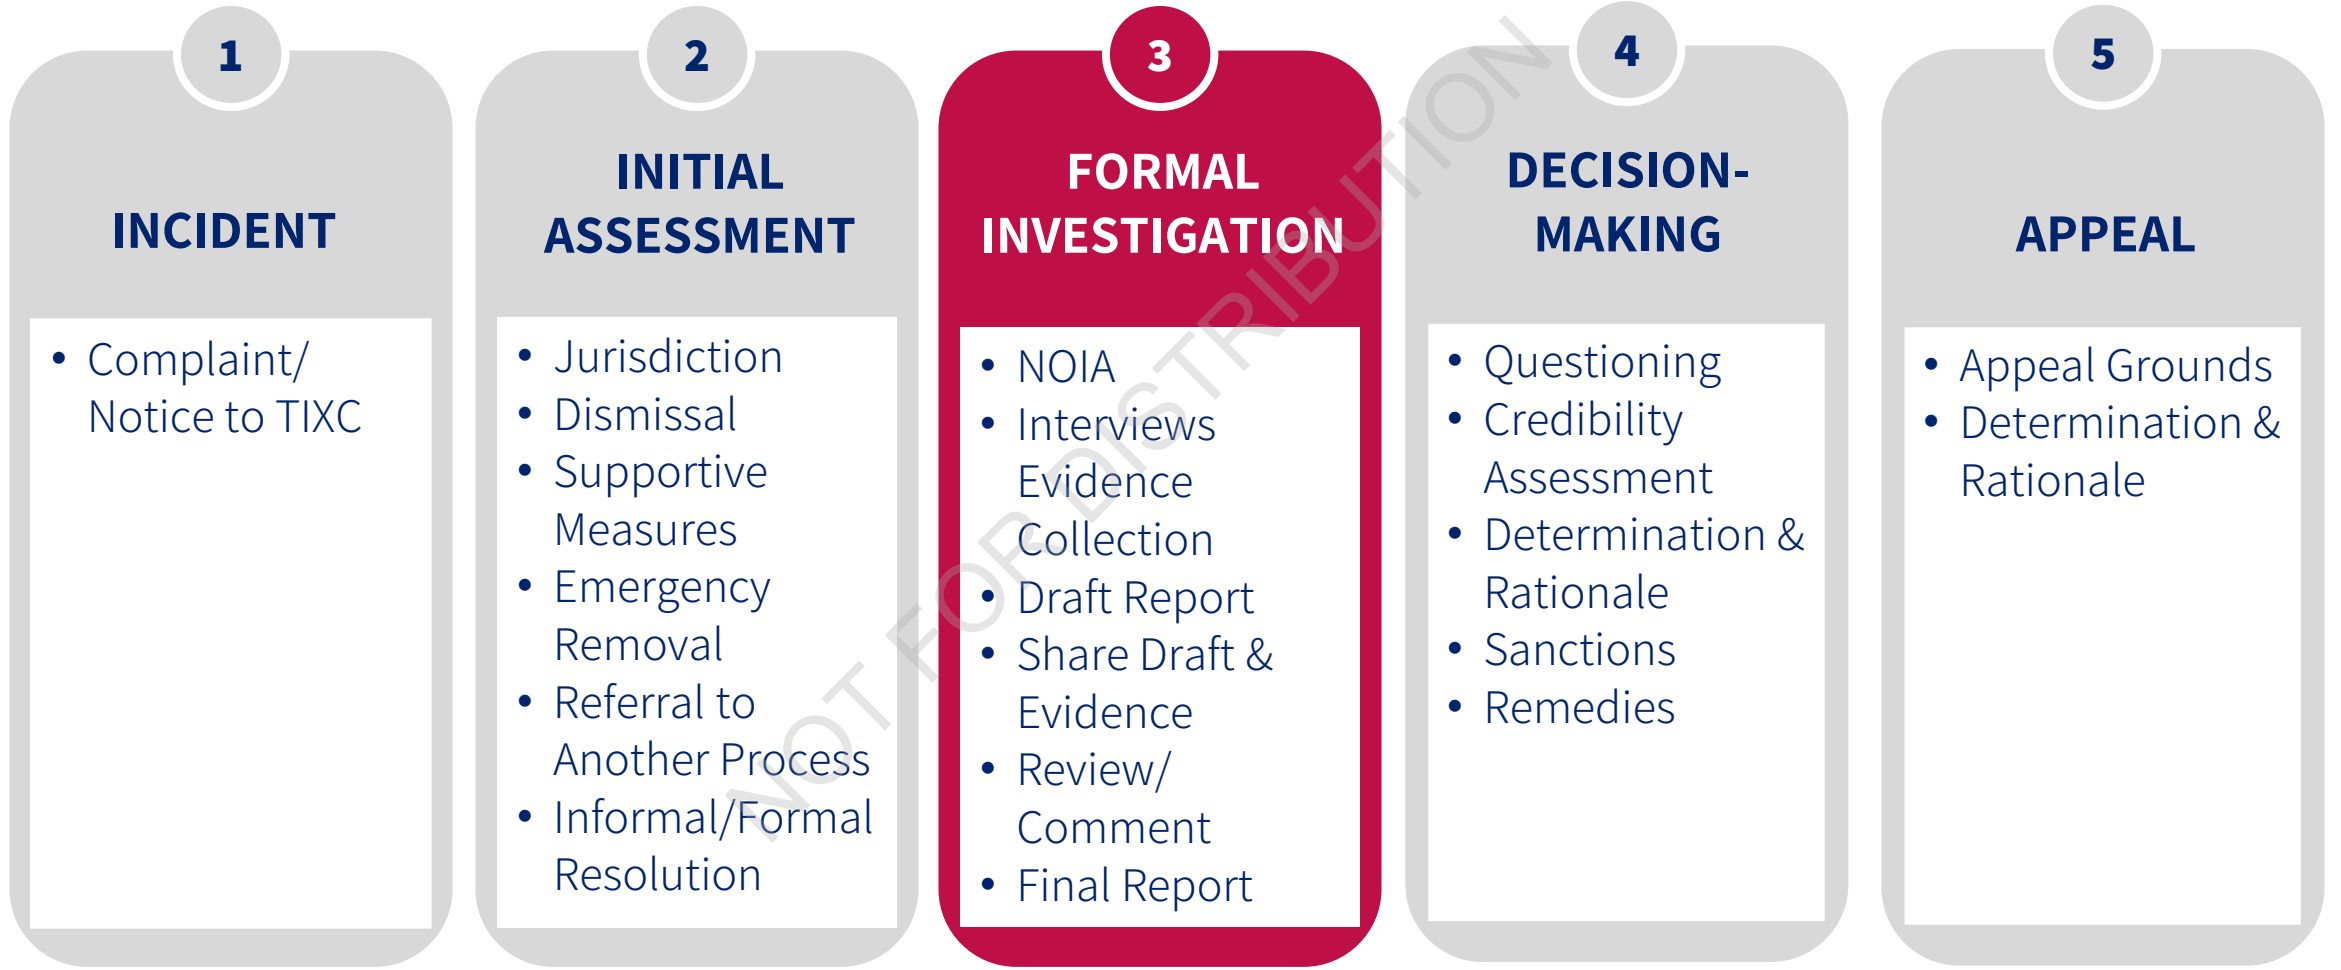 1
INCIDENT
• Complaint/
Notice to TIXC
2
INITIAL
ASSESSMENT
• Jurisdiction
• Dismissal
• Supportive
Measures
• Emergency
Removal
• Referral to
Another Process
• Informal/Formal
Resolution
3
FORMAL
INVESTIGATION
• NOIA
• Interviews
Evidence
Collection
• Draft Report
• Share Draft &
Evidence
• Review/
Comment
• Final Report
4
DECISION-
MAKING
• Questioning
• Credibility
Assessment
• Determination &
Rationale
• Sanctions
• Remedies
5
APPEAL
• Appeal Grounds
• Determination &
Rationale
NOT FOR DISTRIBUTION